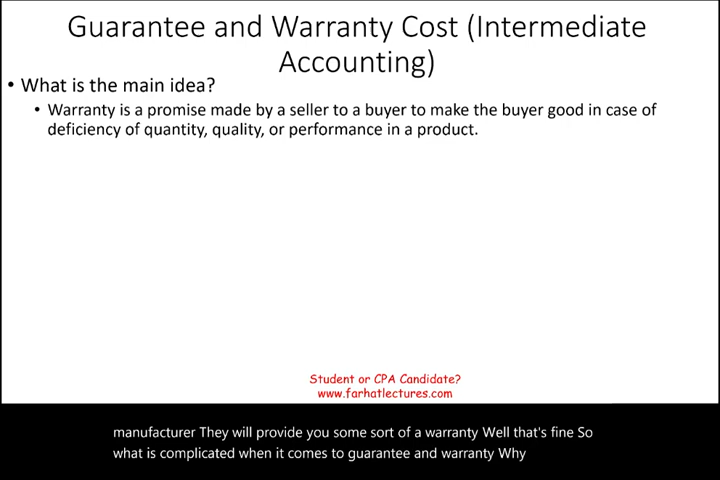 Guarantee and Warranty Cost (Intermediate
Accounting)
• What is the main idea?
• Warranty is a promise made by a seller to a buyer to make the buyer good in case of
deficiency of quantity, quality, or performance in a product.
Student or CPA Candidate?
www.farhatlectures.com
manufacturer They will provide you some sort of a warranty Well that's fine So
what is complicated when it comes to guarantee and warranty Why